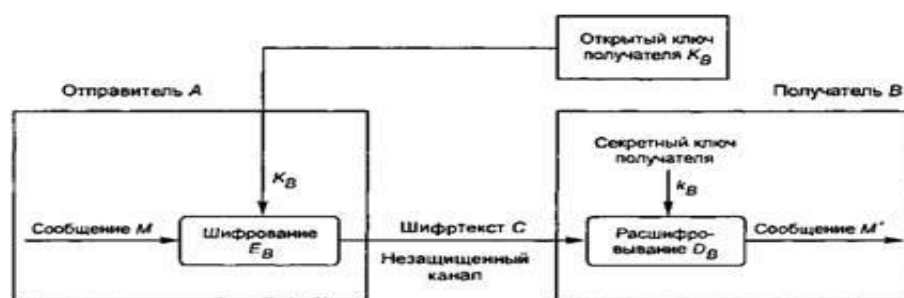 Открытый ключ
получателя K_B
Отправитель A
Получатель B
Секретный ключ
получателя
K_B
k_B
Сообщение M
Шифрование
E_B
Шифртекст C
Незащищенный
канал
Расшифро-
вывание D_B
Сообщение M'